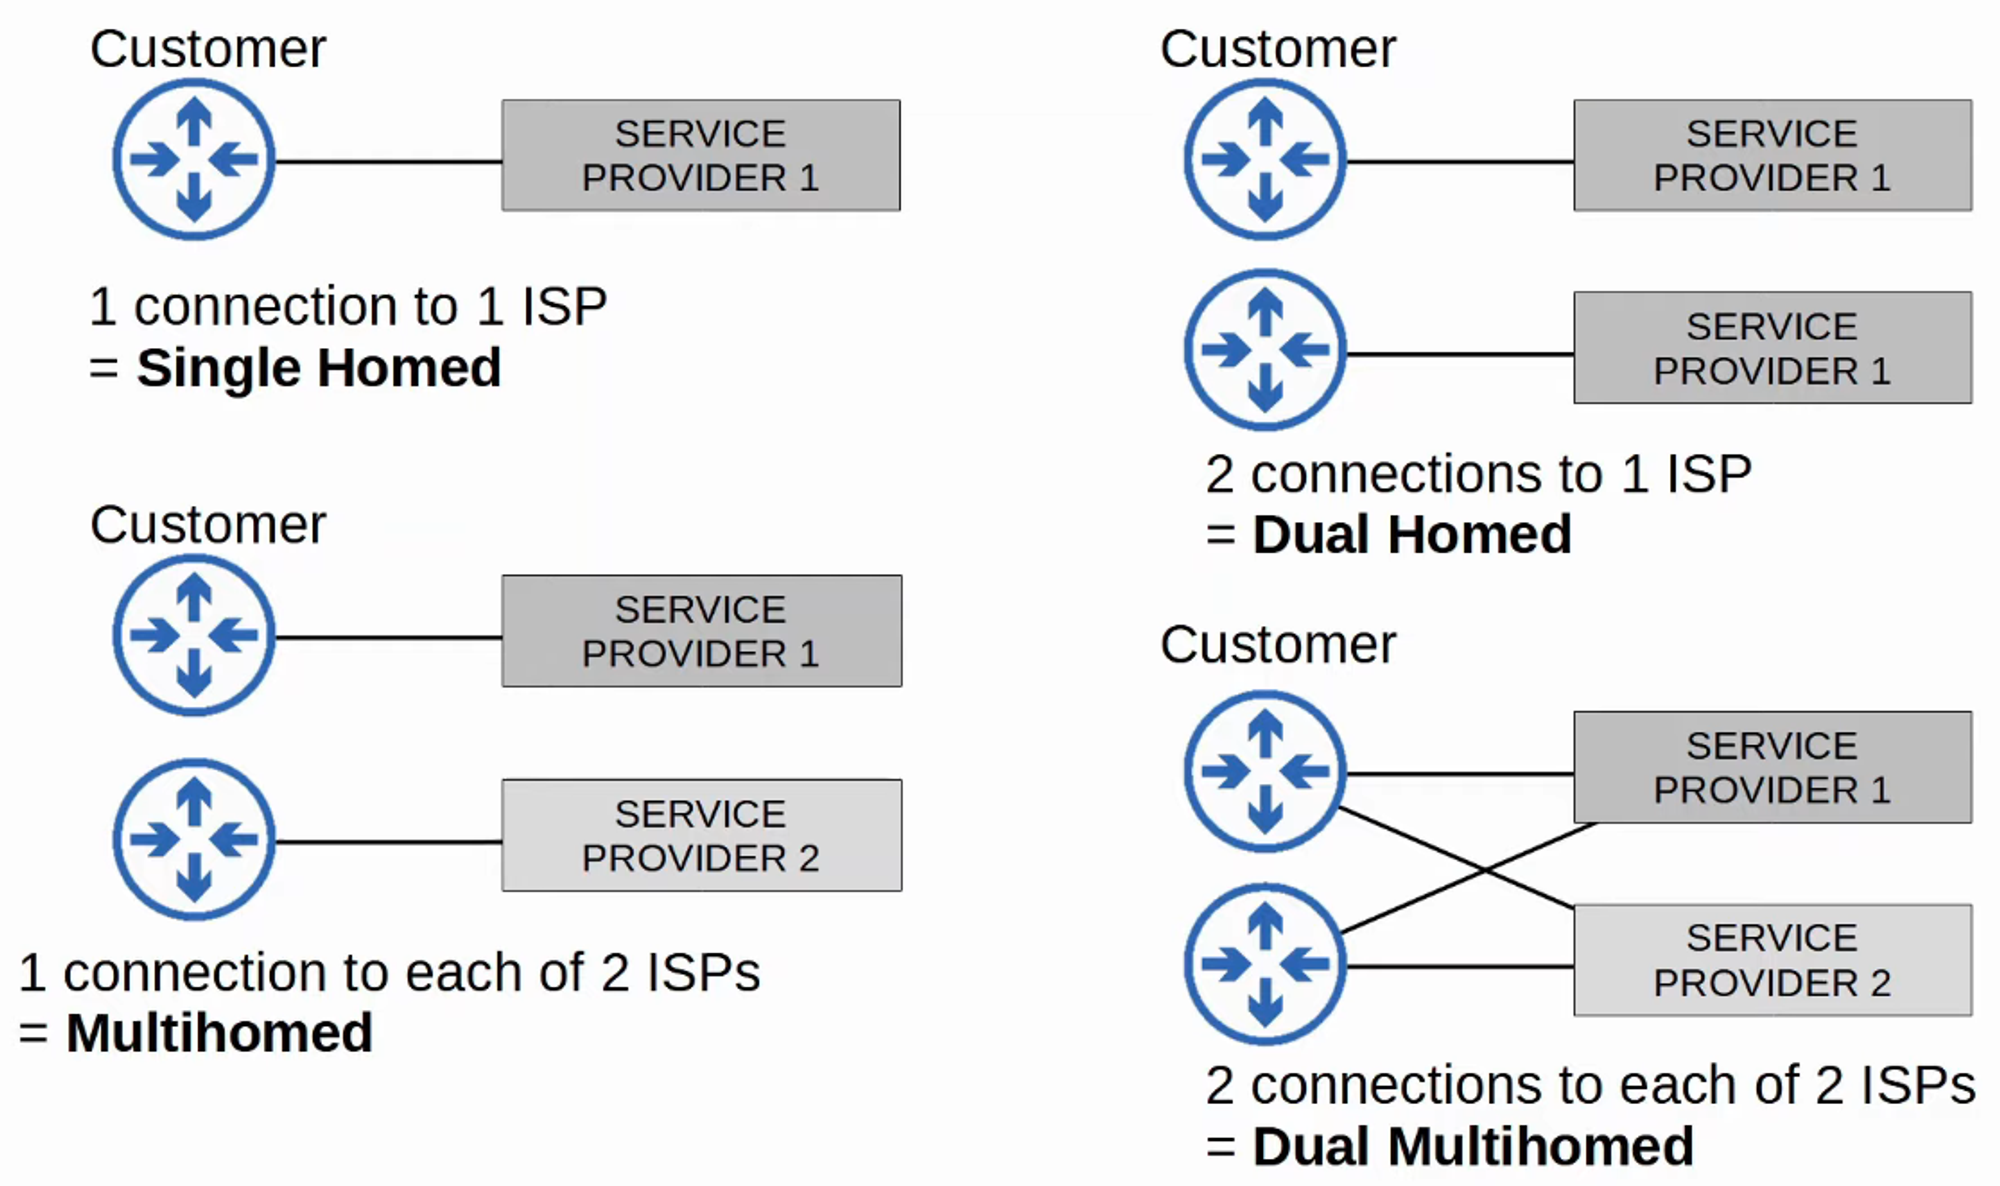 Customer
SERVICE
PROVIDER 1
1 connection to 1 ISP
= Single Homed
Customer
SERVICE
PROVIDER 1
SERVICE
PROVIDER 1
2 connections to 1 ISP
= Dual Homed
Customer
SERVICE
PROVIDER 1
SERVICE
PROVIDER 2
1 connection to each of 2 ISPs
= Multihomed
Customer
SERVICE
PROVIDER 1
SERVICE
PROVIDER 2
2 connections to each of 2 ISPs
= Dual Multihomed